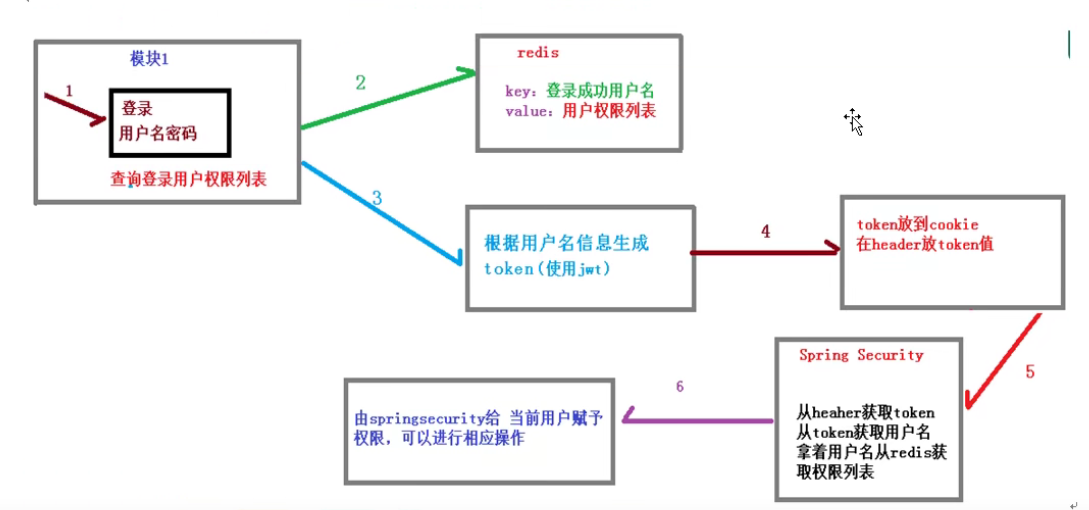 模块1
1
登录
用户名密码
查询登录用户权限列表
2
redis
key：登录成功用户名
value：用户权限列表
3
根据用户名信息生成
token(使用jwt)
4
token放到cookie
在header放token值
5
Spring Security
从heaher获取token
从token获取用户名
拿着用户名从redis获
取权限列表
6
由springsecurity给 当前用户赋予
权限，可以进行相应操作